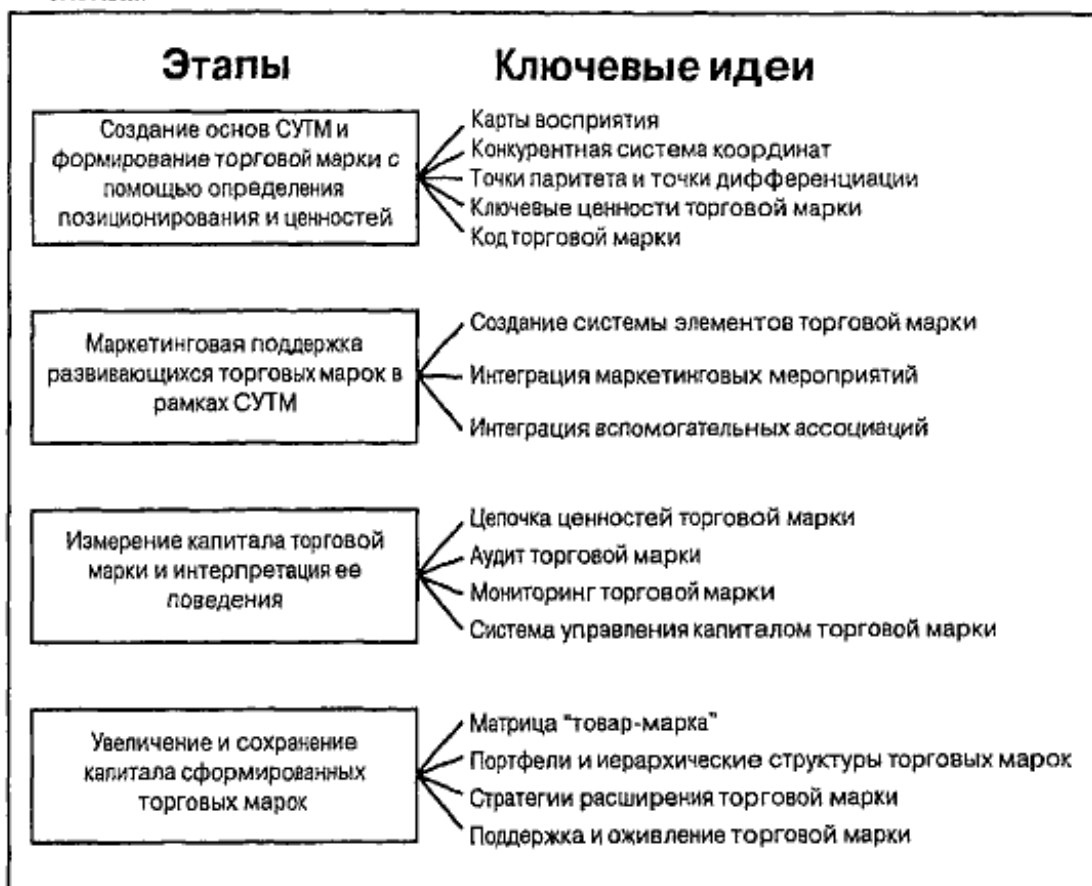 Этапы
Ключевые идеи
Создание основ СУТМ и
формирование торговой марки с
помощью определения
позиционирования и ценностей
Карты восприятия
Конкурентная система координат
Точки паритета и точки дифференциации
Ключевые ценности торговой марки
Код торговой марки
Маркетинговая поддержка
развивающихся торговых марок в
рамках СУТМ
Создание системы элементов торговой марки
Интеграция маркетинговых мероприятий
Интеграция вспомогательных ассоциаций
Измерение капитала торговой
марки и интерпретация ее
поведения
Цепочка ценностей торговой марки
Аудит торговой марки
Мониторинг торговой марки
Система управления капиталом торговой марки
Увеличение и сохранение
капитала сформированных
торговых марок
Матрица "товар-марка"
Портфели и иерархические структуры торговых марок
Стратегии расширения торговой марки
Поддержка и оживление торговой марки